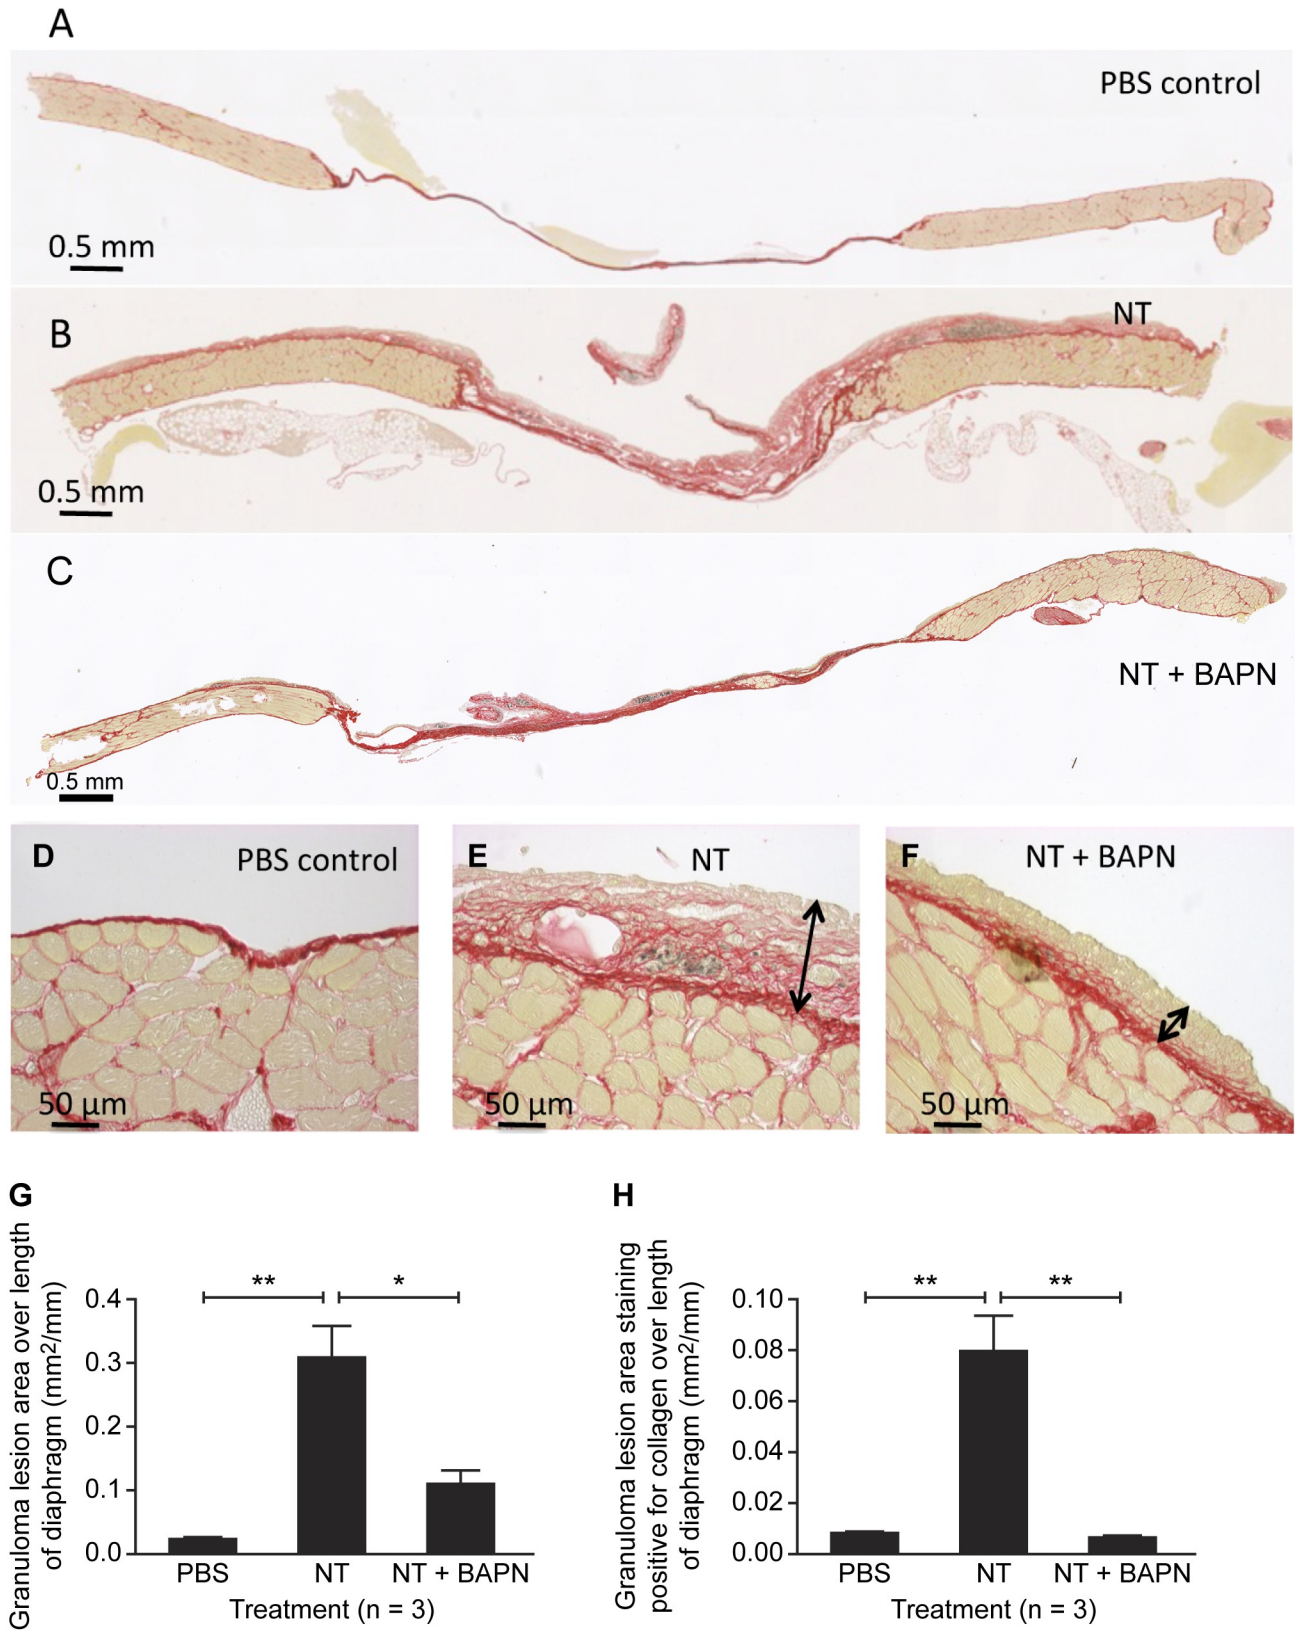 A
PBS control
0.5 mm
B
NT
0.5 mm
C
NT + BAPN
0.5 mm
D
PBS control
50 µm
E
NT
50 µm
F
NT + BAPN
50 µm
G
Granuloma lesion area over length
of diaphragm (mm²/mm)
** *
0.4
0.3
0.2
0.1
0.0
PBS NT NT + BAPN
Treatment (n = 3)
H
Granuloma lesion area staining
positive for collagen over length
of diaphragm (mm²/mm)
** **
0.10
0.08
0.06
0.04
0.02
0.00
PBS NT NT + BAPN
Treatment (n = 3)